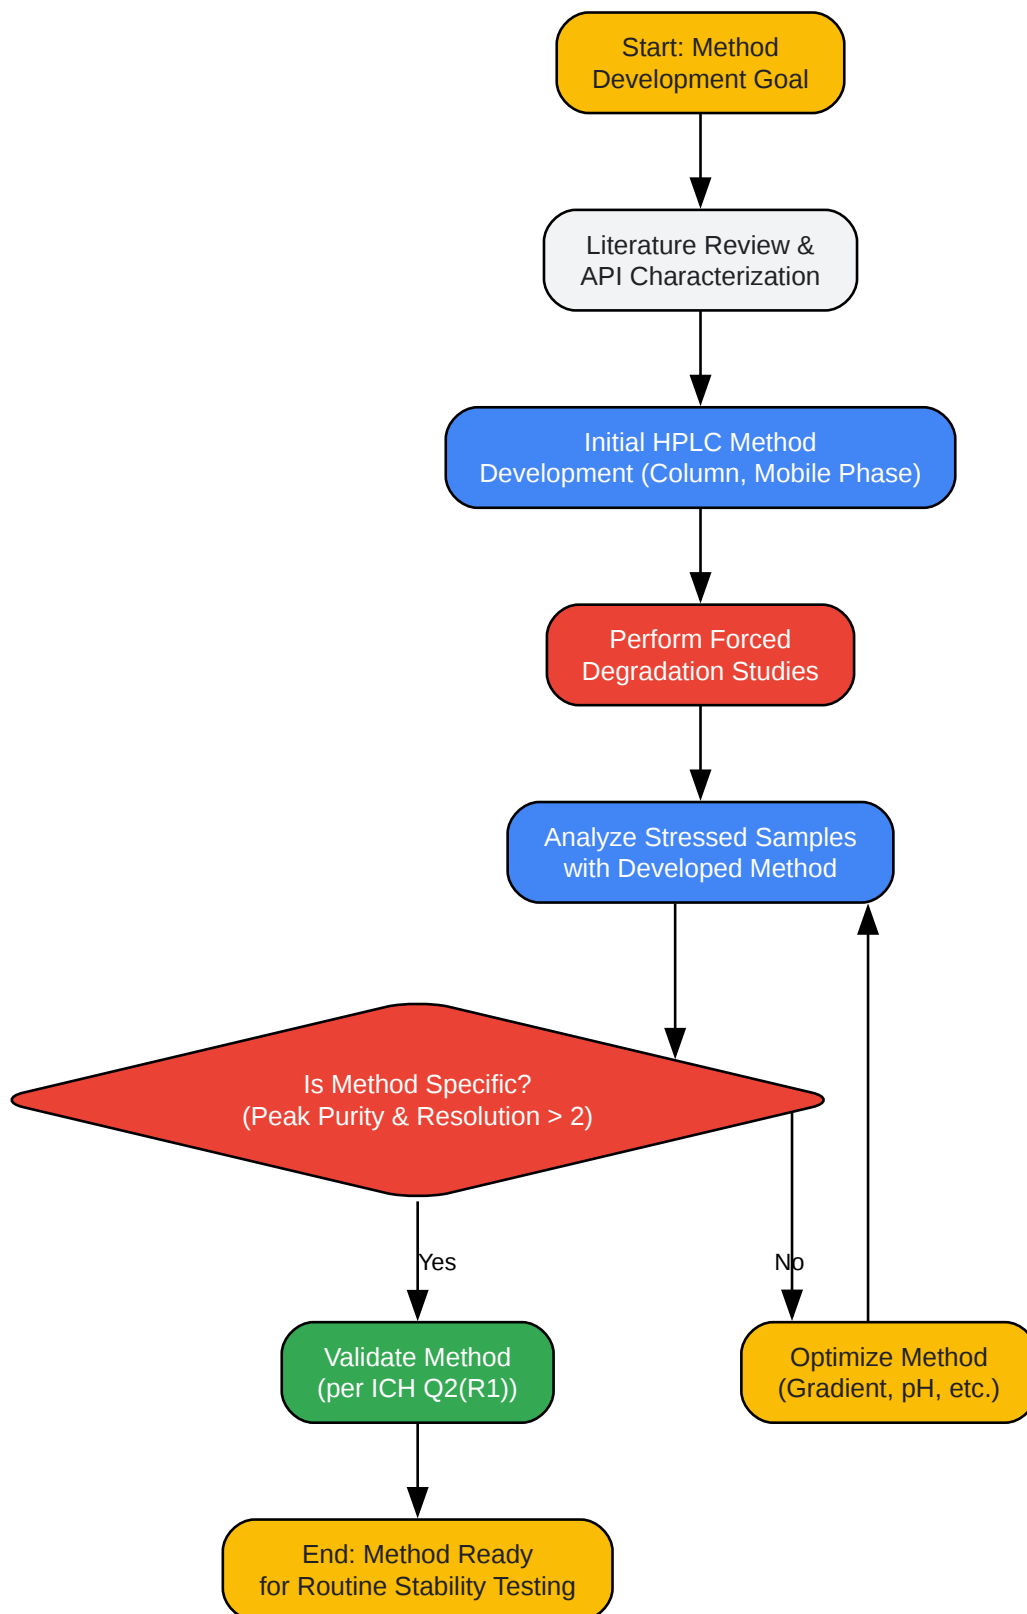 Start: Method
Development Goal
Literature Review &
API Characterization
Initial HPLC Method
Development (Column, Mobile Phase)
Perform Forced
Degradation Studies
Analyze Stressed Samples
with Developed Method
Is Method Specific?
(Peak Purity & Resolution > 2)
Yes
No
Validate Method
(per ICH Q2(R1))
Optimize Method
(Gradient, pH, etc.)
End: Method Ready
for Routine Stability Testing